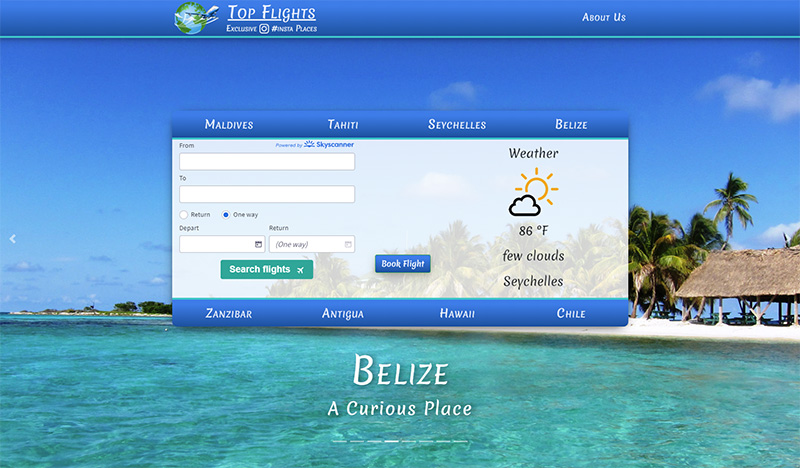 Top Flights
Exclusive #insta Places
About Us
Maldives Tahiti Seychelles Belize
From Powered by Skyscanner
To
Return One way
Depart Return
(One way)
Search flights
Book Flight
Weather
86 °F
few clouds
Seychelles
Zanzibar Antigua Hawaii Chile
Belize
A Curious Place